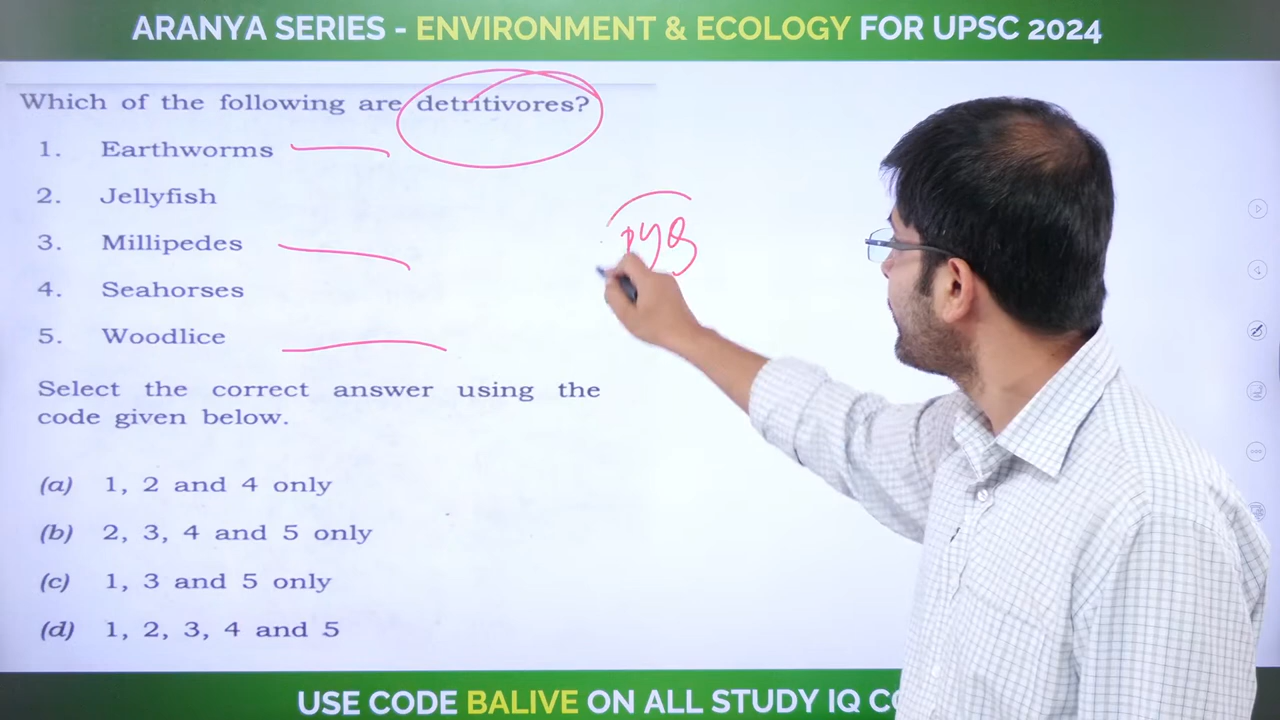 ARANYA SERIES - ENVIRONMENT & ECOLOGY FOR UPSC 2024
Which of the following are detritivores?
1. Earthworms
2. Jellyfish
3. Millipedes
4. Seahorses
5. Woodlice
Select the correct answer using the
code given below.
(a) 1, 2 and 4 only
(b) 2, 3, 4 and 5 only
(c) 1, 3 and 5 only
(d) 1, 2, 3, 4 and 5
USE CODE BALIVE ON ALL STUDY IQ